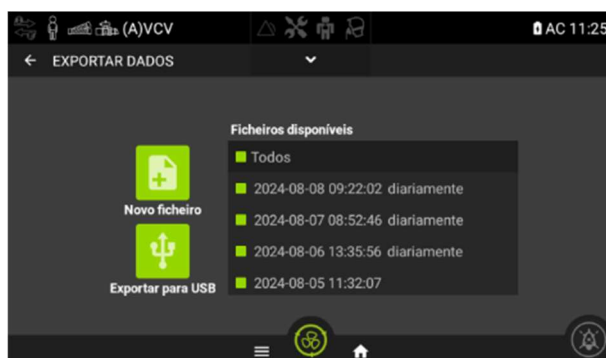 (A)VCV
AC 11:25
EXPORTAR DADOS
Ficheiros disponíveis
Todos
2024-08-08 09:22:02 diariamente
2024-08-07 08:52:46 diariamente
2024-08-06 13:35:56 diariamente
2024-08-05 11:32:07
Novo ficheiro
Exportar para USB